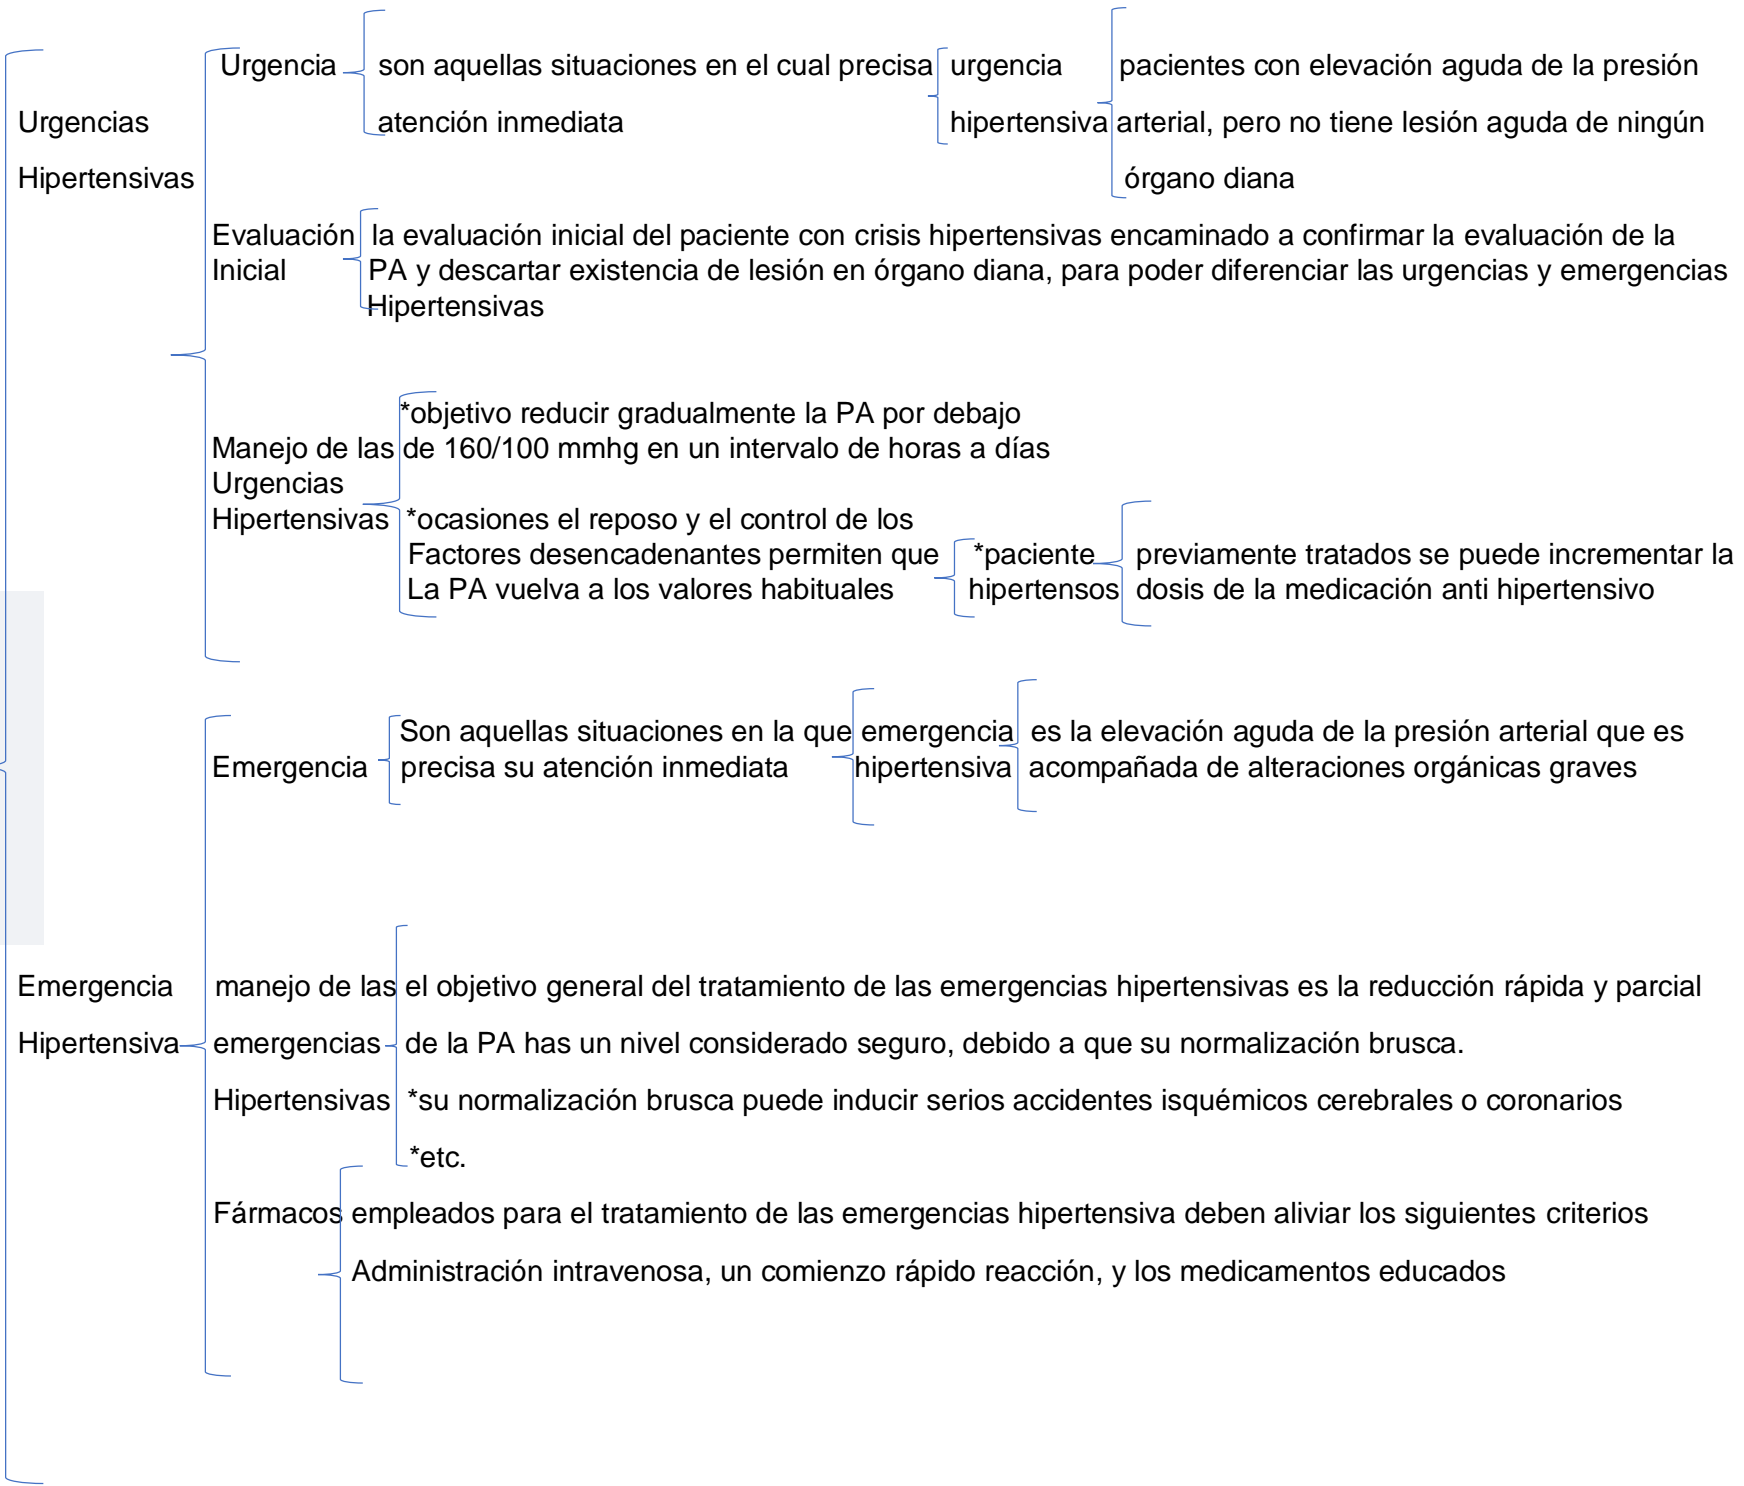 Urgencia son aquellas situaciones en el cual precisa urgencia pacientes con elevación aguda de la presión
Urgencias atención inmediata hipertensiva arterial, pero no tiene lesión aguda de ningún
Hipertensivas órgano diana
Evaluación la evaluación inicial del paciente con crisis hipertensivas encaminado a confirmar la evaluación de la
Inicial PA y descartar existencia de lesión en órgano diana, para poder diferenciar las urgencias y emergencias
Hipertensivas
*objetivo reducir gradualmente la PA por debajo
Manejo de las de 160/100 mmhg en un intervalo de horas a días
Urgencias
Hipertensivas *ocasiones el reposo y el control de los
Factores desencadenantes permiten que *paciente previamente tratados se puede incrementar la
La PA vuelva a los valores habituales hipertensos dosis de la medicación anti hipertensivo
Son aquellas situaciones en la que emergencia es la elevación aguda de la presión arterial que es
Emergencia precisa su atención inmediata hipertensiva acompañada de alteraciones orgánicas graves
Emergencia manejo de las el objetivo general del tratamiento de las emergencias hipertensivas es la reducción rápida y parcial
Hipertensiva emergencias de la PA has un nivel considerado seguro, debido a que su normalización brusca.
Hipertensivas *su normalización brusca puede inducir serios accidentes isquémicos cerebrales o coronarios
*etc.
Fármacos empleados para el tratamiento de las emergencias hipertensiva deben aliviar los siguientes criterios
Administración intravenosa, un comienzo rápido reacción, y los medicamentos educados